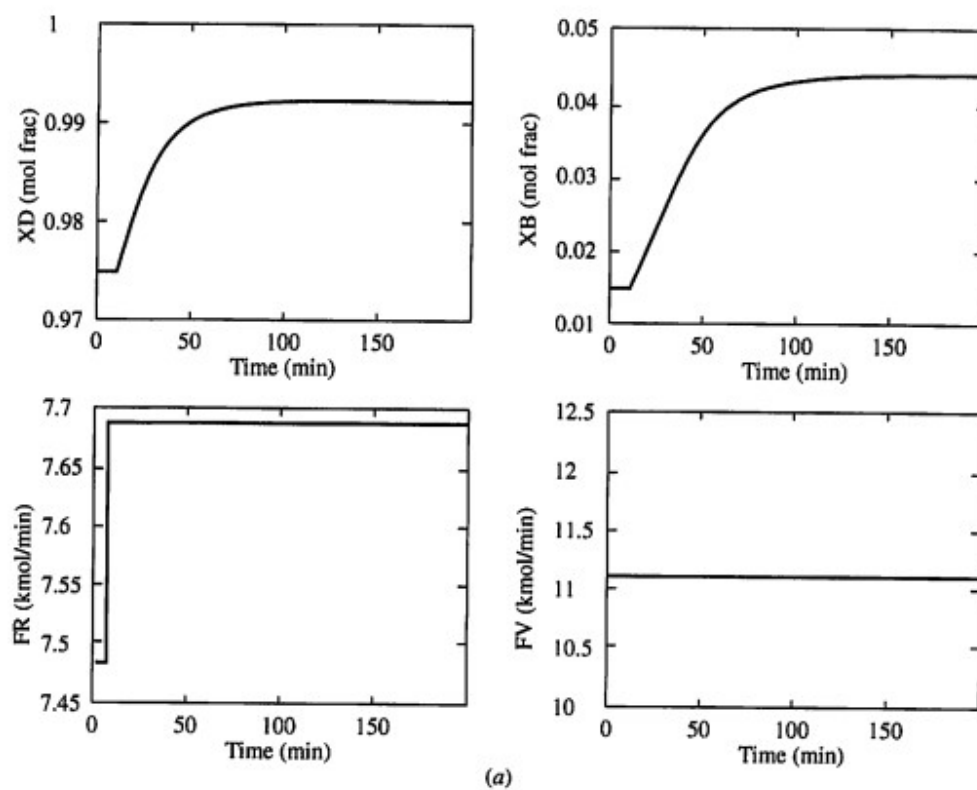 1
0.99
0.98
0.97
XD (mol frac)
0 50 100 150
Time (min)
0.05
0.04
0.03
0.02
0.01
XB (mol frac)
0 50 100 150
Time (min)
7.7
7.65
7.6
7.55
7.5
7.45
FR (kmol/min)
0 50 100 150
Time (min)
12.5
12
11.5
11
10.5
10
FV (kmol/min)
0 50 100 150
Time (min)
(a)